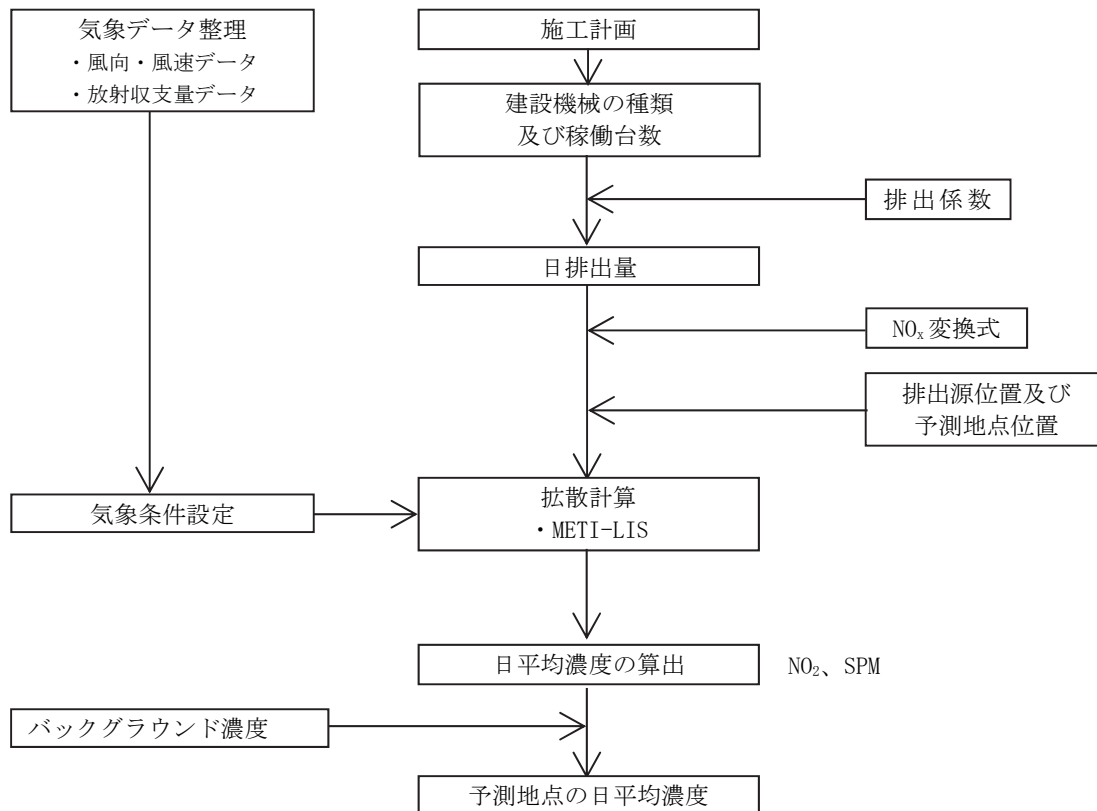 気象データ整理
・風向・風速データ
・放射収支量データ
施工計画
建設機械の種類
及び稼働台数
排出係数
日排出量
NOx変換式
排出源位置及び
予測地点位置
気象条件設定
拡散計算
・METI-LIS
日平均濃度の算出
NO2、SPM
バックグラウンド濃度
予測地点の日平均濃度